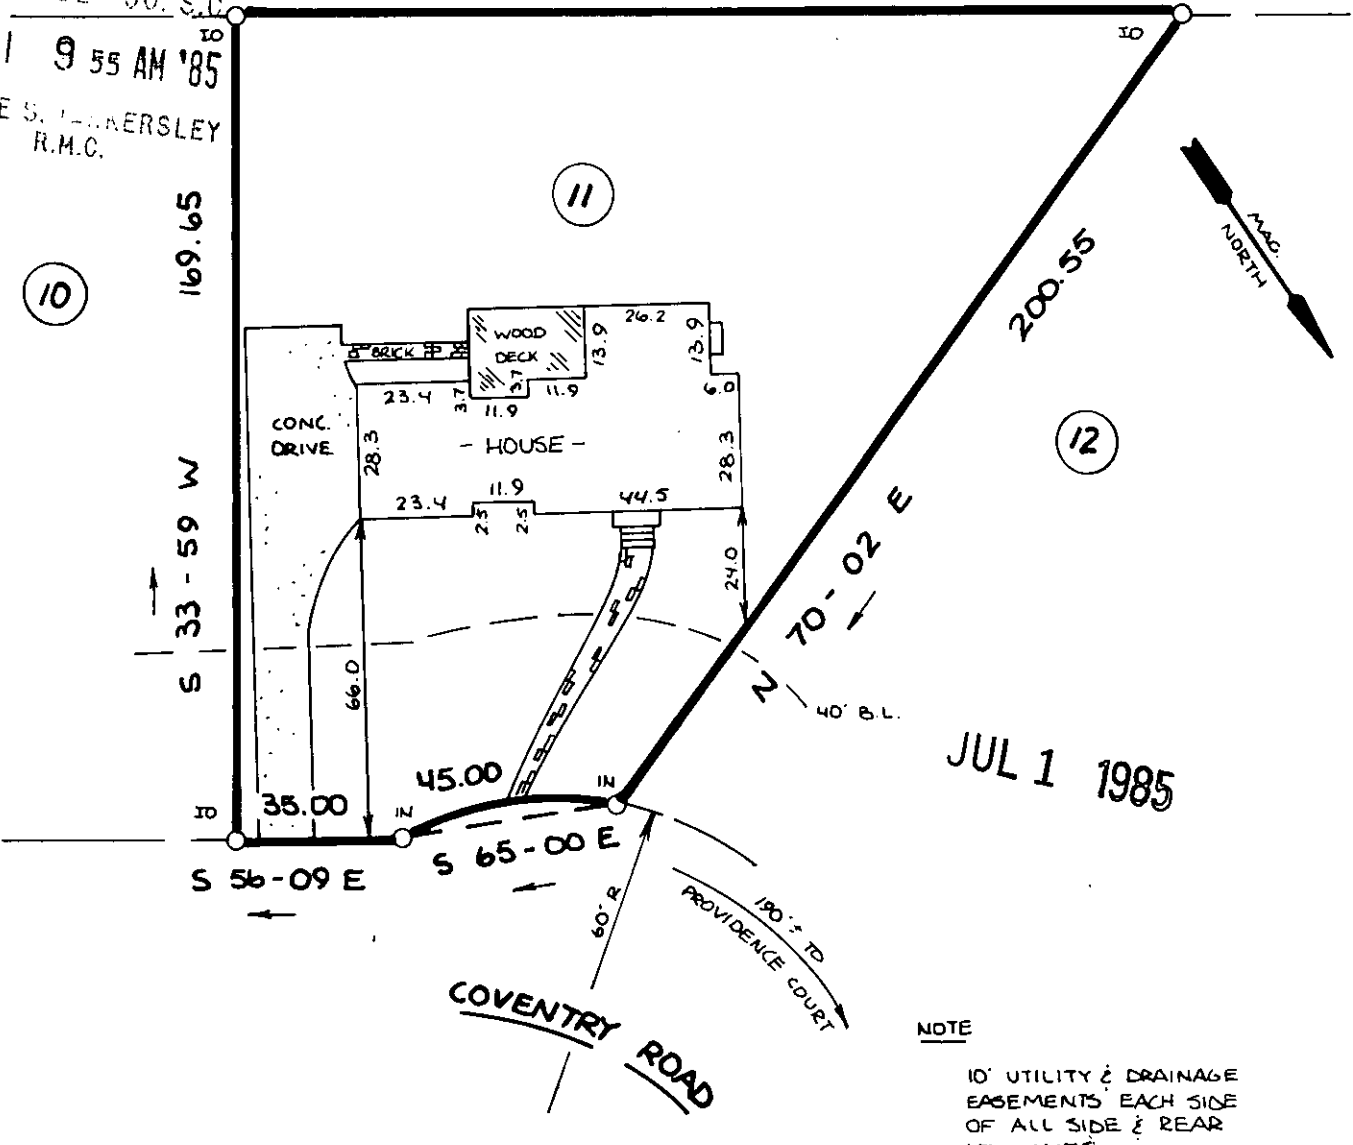 S.C.
IO
IO
9 55 AM '85
E S. KERSLEY
R.M.C.
11
10
169.65
MAG.
NORTH
200.55
WOOD
DECK
BRICK
26.2
13.9
13.9
3.7
23.4
3.7
11.9
11.9
6.0
CONC.
DRIVE
28.3
- HOUSE -
28.3
12
23.4
11.9
44.5
2.5
2.5
24.0
S 33-59 W
N 70-02 E
66.0
40' B.L.
JUL 1 1985
45.00
IN
IO
35.00
IN
S 56-09 E
S 65-00 E
60' R
190' ± TO
PROVIDENCE COURT
COVENTRY ROAD
NOTE
10' UTILITY & DRAINAGE
EASEMENTS EACH SIDE
OF ALL SIDE & REAR